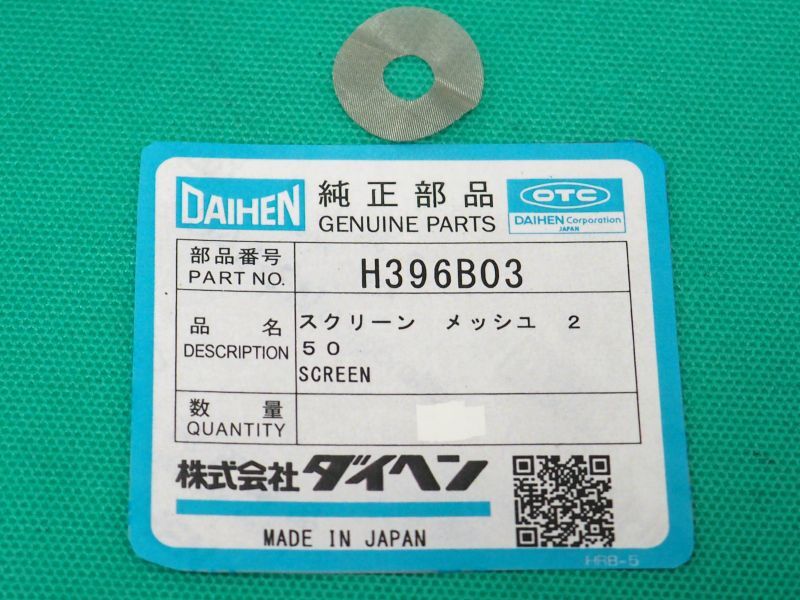 DAIHEN
純正部品
GENUINE PARTS
OTC
DAIHEN Corporation
JAPAN
部品番号
PART NO.
H396B03
品名
DESCRIPTION
スクリーン メッシュ 2
50
SCREEN
数量
QUANTITY
株式会社ダイヘン
MADE IN JAPAN
HRB-5